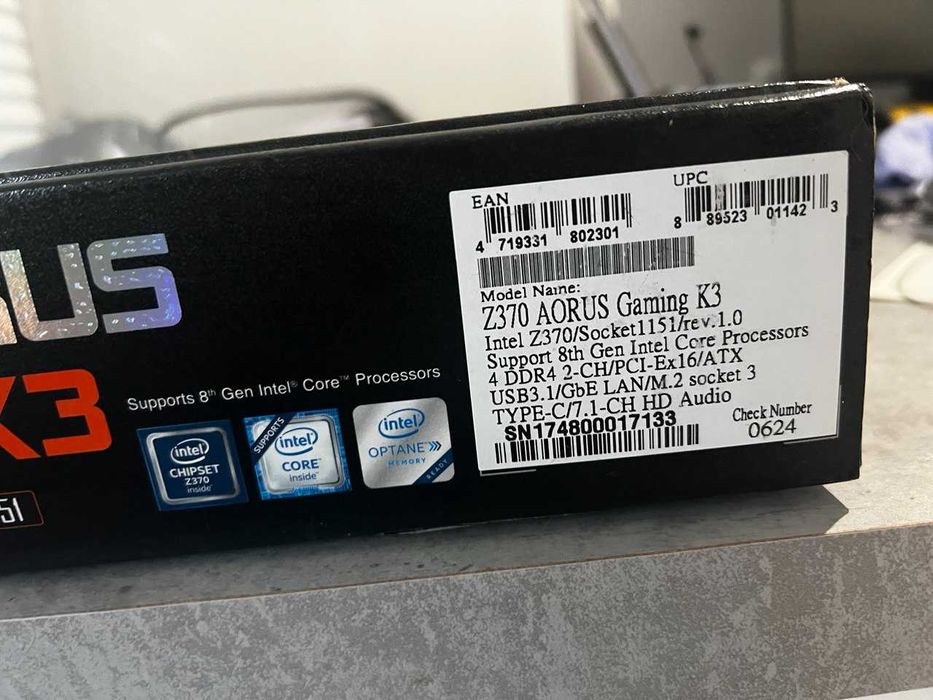 US
K3
Supports 8th Gen Intel® Core™ Processors
intel
CHIPSET
Z370
inside
SUPPORTS
intel
CORE
inside
intel
OPTANE
MEMORY
READY
51
EAN
4 719331 802301
UPC
8 89523 01142 3
Model Name:
Z370 AORUS Gaming K3
Intel Z370/Socket1151/rev.1.0
Support 8th Gen Intel Core Processors
4 DDR4 2-CH/PCI-Ex16/ATX
USB3.1/GbE LAN/M.2 socket 3
TYPE-C/7.1-CH HD Audio
SN174800017133
Check Number
0624